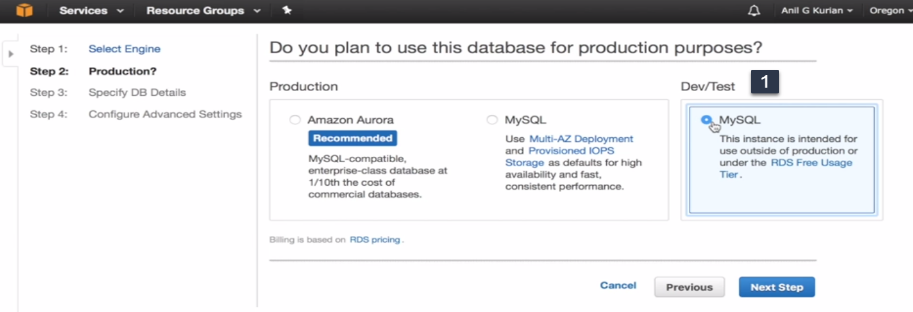 Services Resource Groups Anil G Kurian Oregon
Step 1: Select Engine
Step 2: Production?
Step 3: Specify DB Details
Step 4: Configure Advanced Settings
Do you plan to use this database for production purposes?
Production
Amazon Aurora
Recommended
MySQL-compatible,
enterprise-class database at
1/10th the cost of
commercial databases.
MySQL
Use Multi-AZ Deployment
and Provisioned IOPS
Storage as defaults for high
availability and fast,
consistent performance.
Dev/Test 1
MySQL
This instance is intended for
use outside of production or
under the RDS Free Usage
Tier.
Billing is based on RDS pricing.
Cancel Previous Next Step